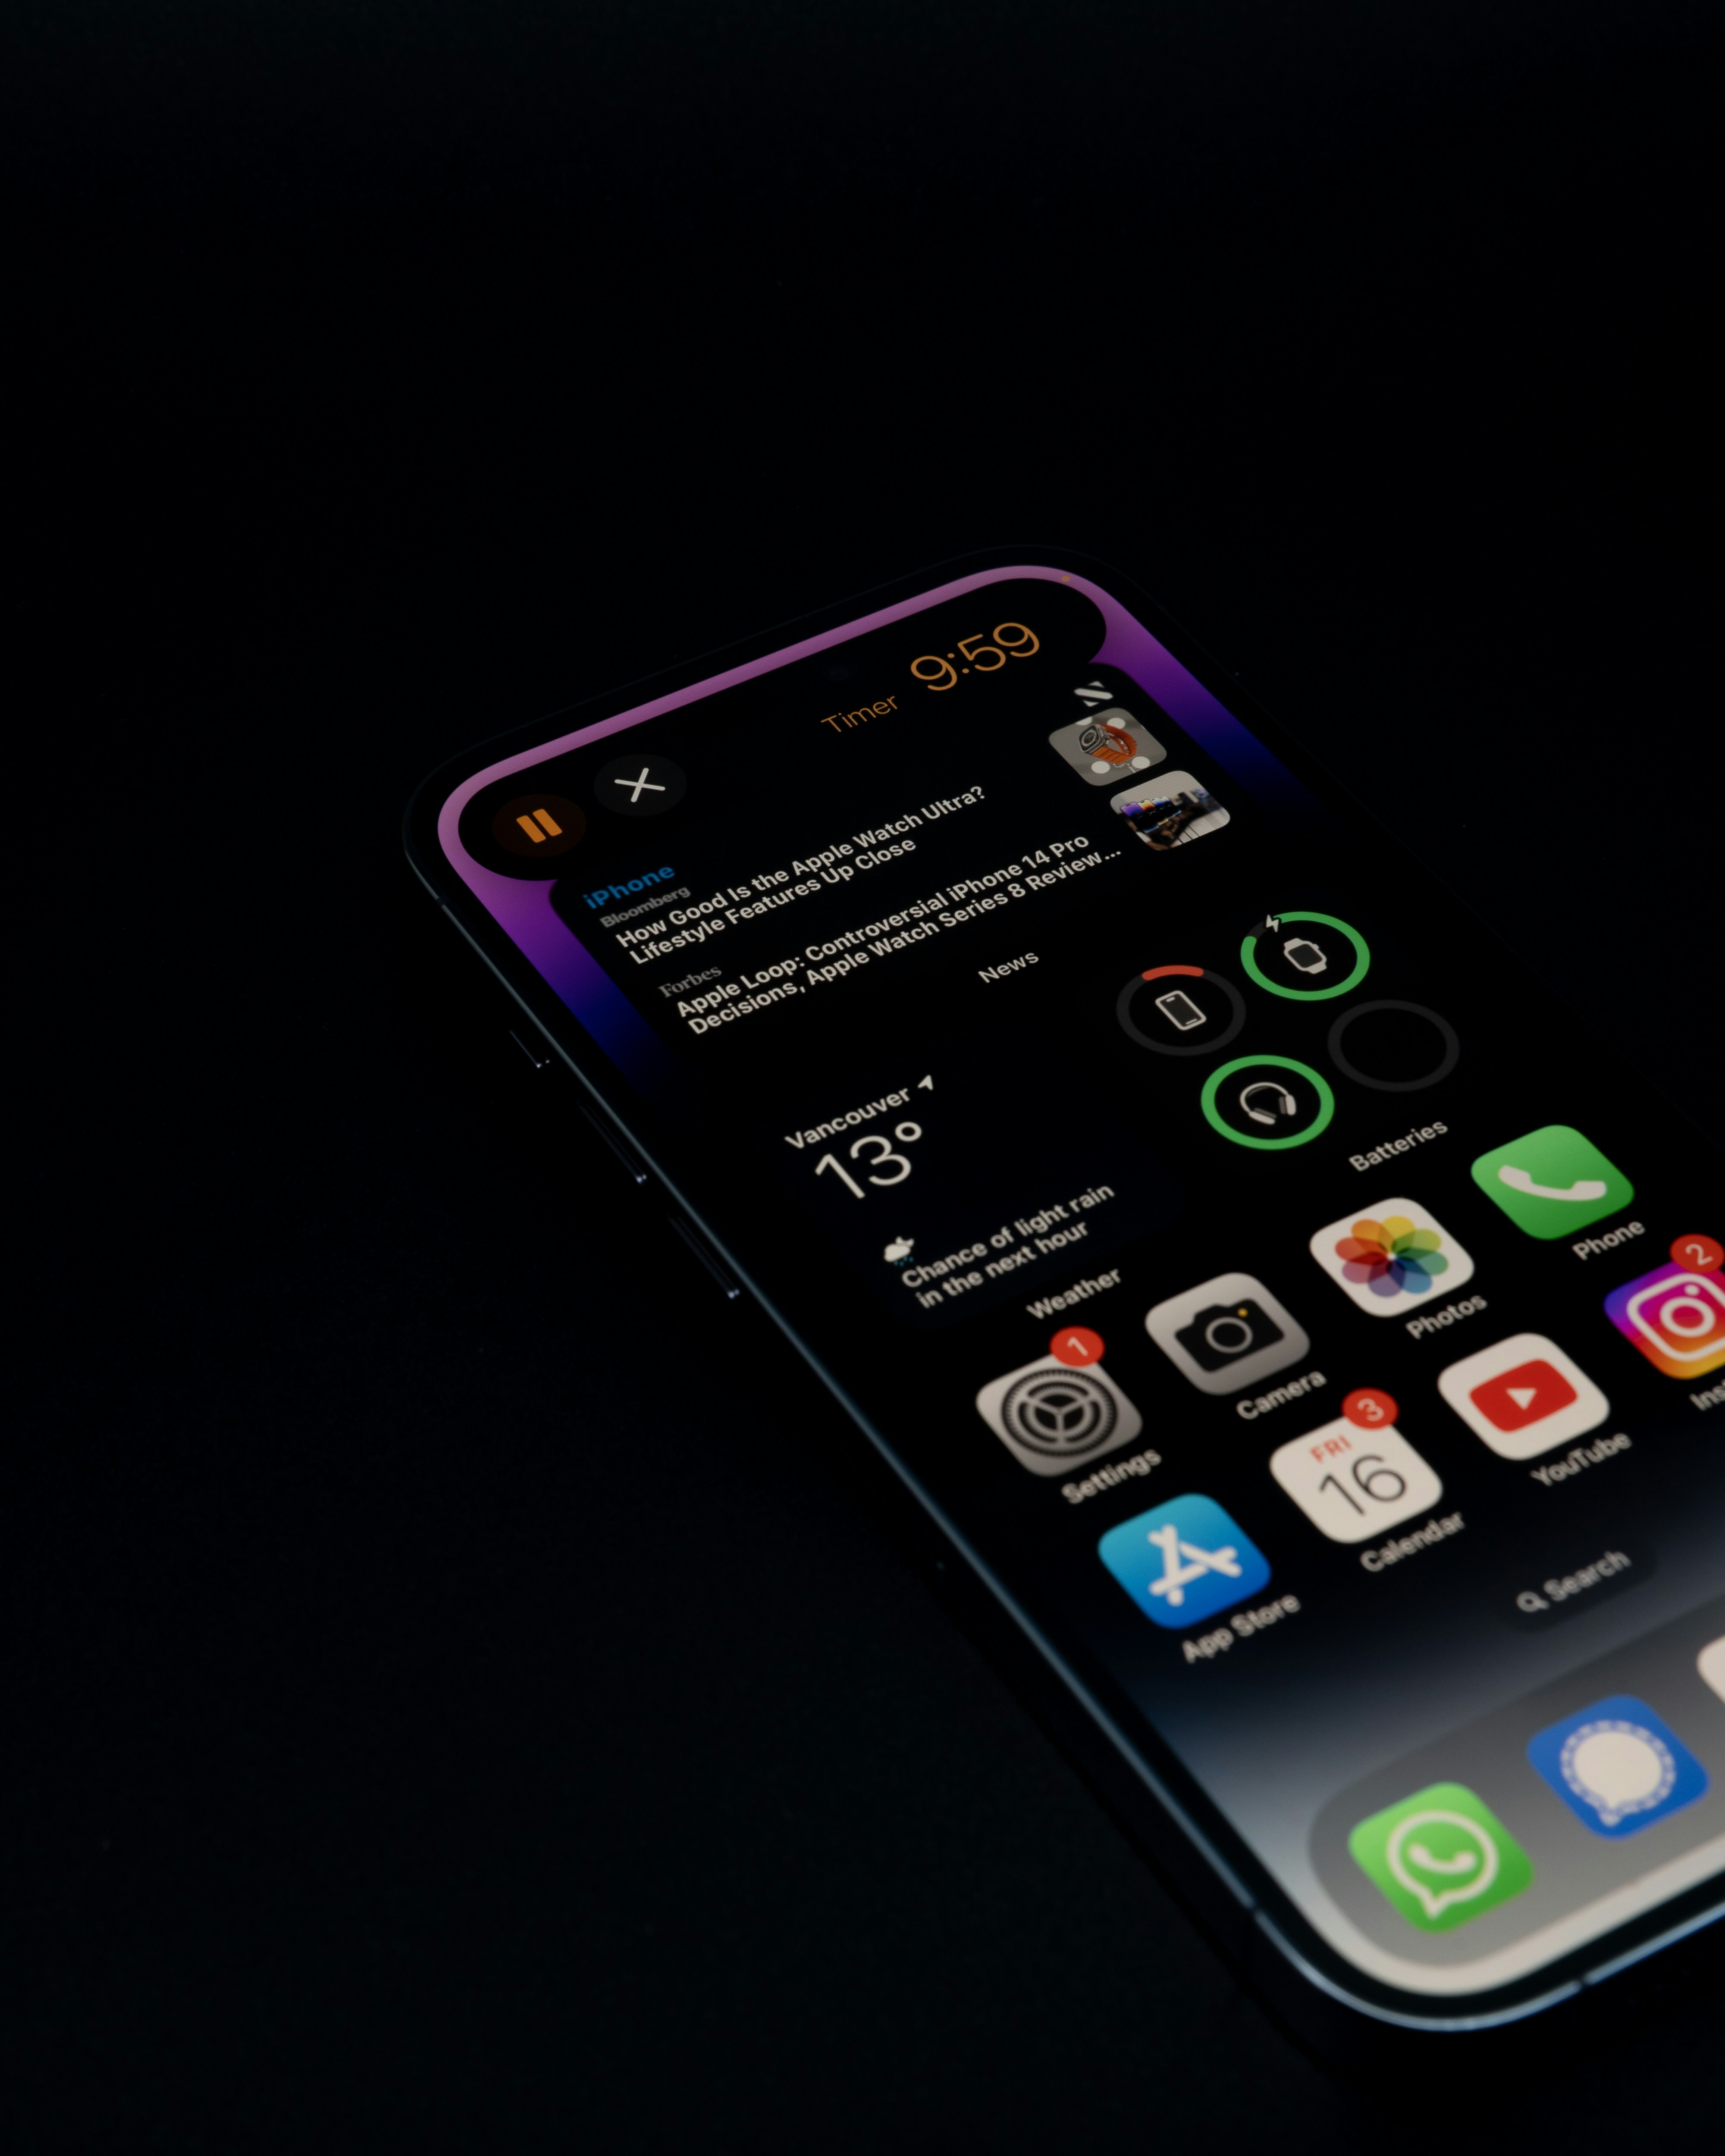 Timer 9:59
iPhone
Bloomberg
How Good Is the Apple Watch Ultra?
Lifestyle Features Up Close
Forbes
Apple Loop: Controversial iPhone 14 Pro
Decisions, Apple Watch Series 8 Review...
News
Vancouver
13°
Chance of light rain
in the next hour
Weather
Batteries
1
Settings
Camera
Photos
Phone
App Store
3
FRI
16
Calendar
YouTube
2
Ins
Search